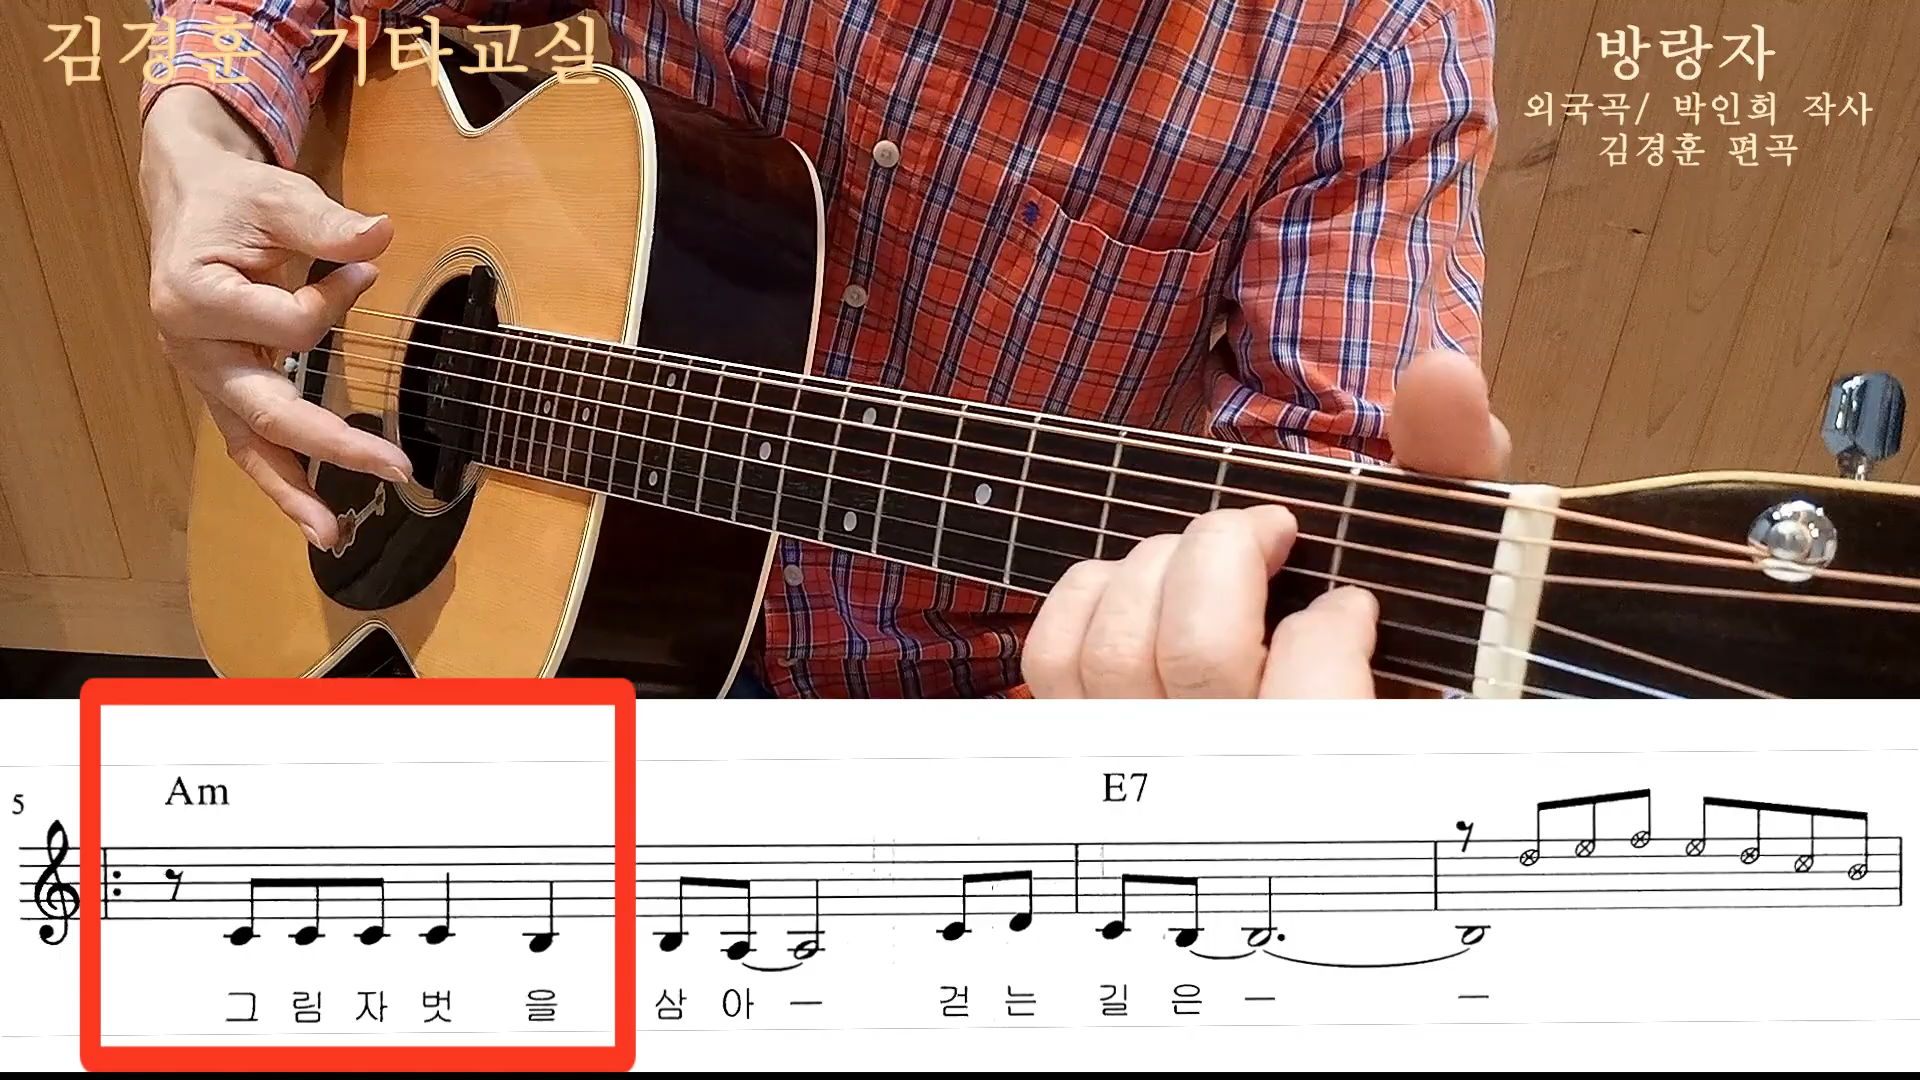 김경훈 기타교실
방랑자
외국곡/ 박인희 작사
김경훈 편곡
5
Am
E7
그 림 자 벗 을 삼 아 – 걷 는 길 은 – –